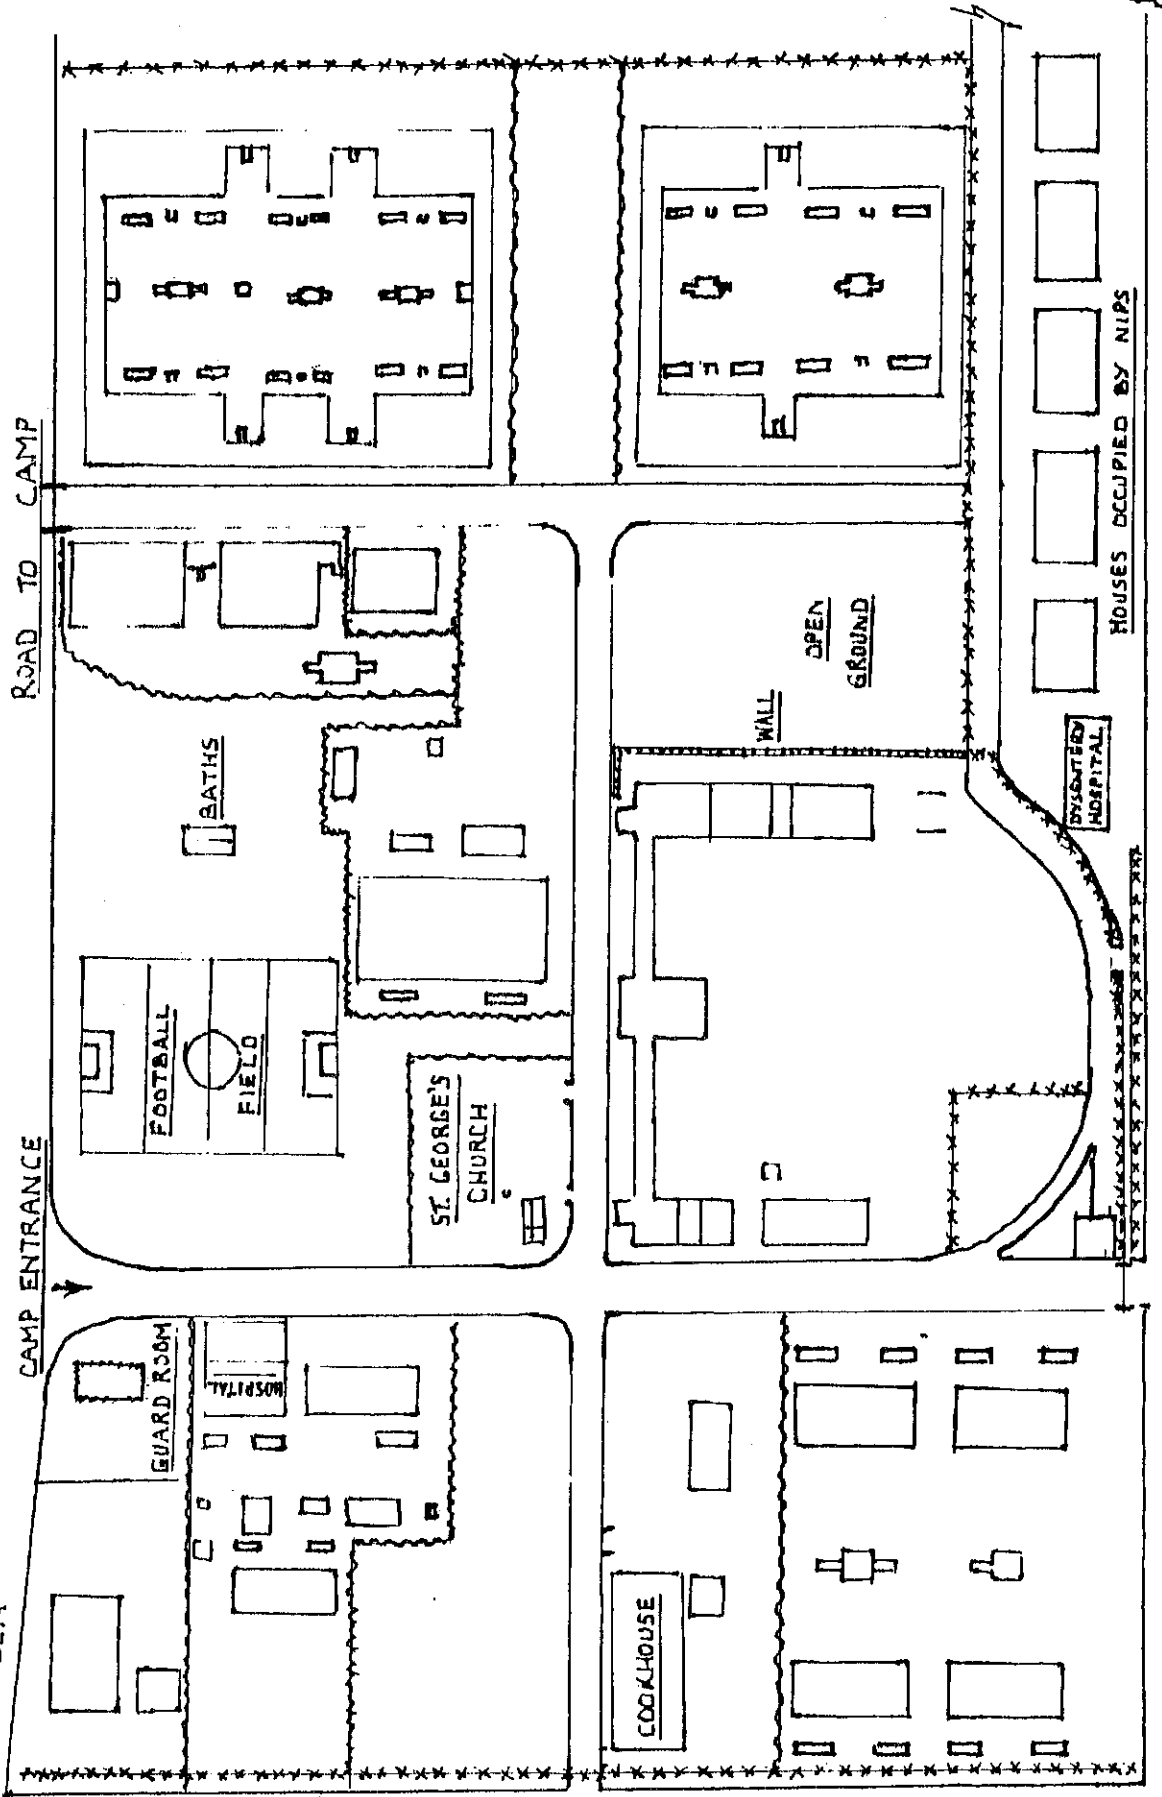 ROAD TO CAMP
CAMP ENTRANCE
GUARD ROOM
HOSPITAL
FOOTBALL
FIELD
BATHS
ST. GEORGE'S
CHURCH
COOKHOUSE
WALL
OPEN
GROUND
DYSENTERY
HOSPITAL
HOUSES OCCUPIED BY NIPS